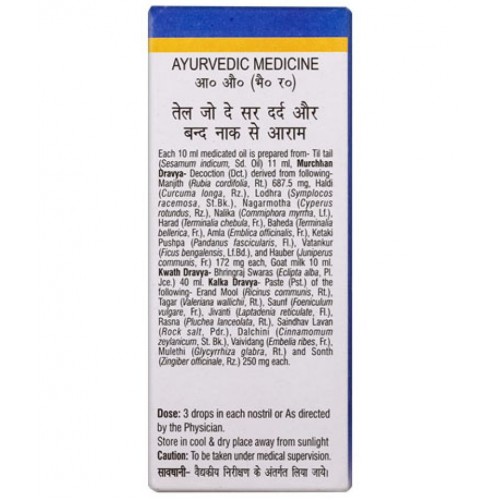 AYURVEDIC MEDICINE
आ० औ० (भै० र०)
तेल जो दे सर दर्द और
बन्द नाक से आराम
Each 10 ml medicated oil is prepared from- Til tail
(Sesamum indicum, Sd. Oil) 11 ml, Murchhan
Dravya- Decoction (Dct.) derived from following-
Manjith (Rubia cordifolia, Rt.) 687.5 mg, Haldi
(Curcuma longa, Rz.), Lodhra (Symplocos
racemosa, St.Bk.), Nagarmotha (Cyperus
rotundus, Rz.), Nalika (Commiphora myrrha, Lf.)
Harad (Terminalia chebula, Fr.), Baheda (Terminalia
bellerica, Fr.), Amla (Emblica officinalis, Fr.), Ketaki
Pushpa (Pandanus fascicularis, Fl.), Vatankur
(Ficus bengalensis, Lf.Bd.), and Hauber (Juniperus
communis, Fr.) 172 mg each, Goat milk 10 ml.
Kwath Dravya- Bhringraj Swaras (Eclipta alba, Pl.
Jce.) 40 ml. Kalka Dravya- Paste (Pst.) of the
of the following- Erand Mool (Ricinus communis, Rt.),
Tagar (Valeriana wallichii, Rt.), Saunf (Foeniculum
vulgare, Fr.), Jivanti (Laptadenia reticulate, Fl.),
Rasna (Pluchea lanceolata, Rt.), Saindhav Lavan
(Rock salt, Pdr.), Dalchini (Cinnamomum
zeylanicum, St. Bk.), Vaividang (Embelia ribes, Fr.),
Mulethi (Glycyrrhiza glabra, Rt.) and Sonth
(Zingiber officinale, Rz.) 250 mg each.
Dose: 3 drops in each nostril or As directed
by the Physician.
Store in cool & dry place away from sunlight
Caution: To be taken under medical supervision.
सावधानी- वैद्यकीय निरीक्षण के अंतर्गत लिया जाये।